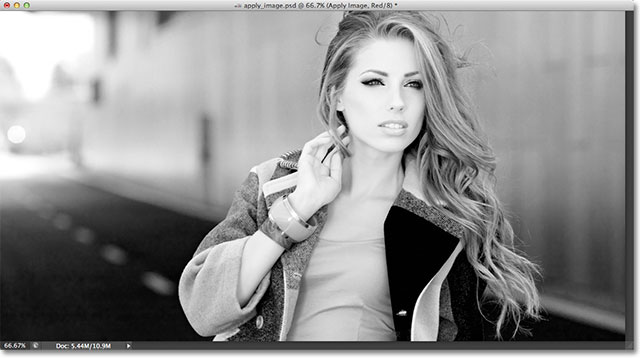 apply_image.psd @ 66.7% (Apply Image, Red/8) *
66.67% Doc: 5.44M/10.9M